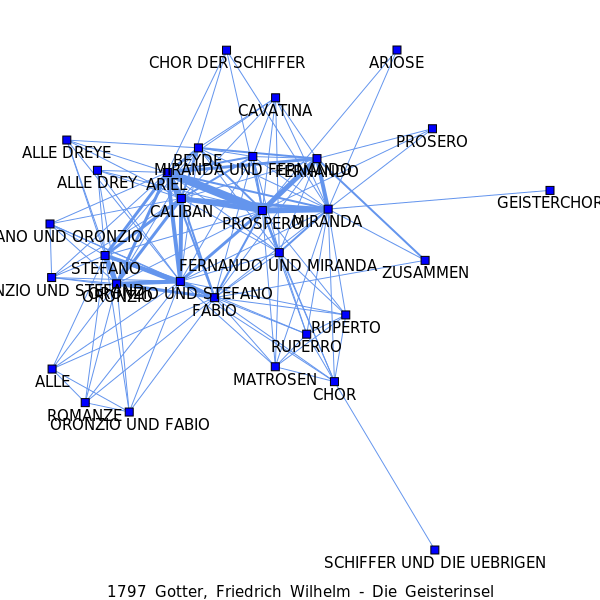 CHOR DER SCHIFFER
ARIOSE
CAVATINA
PROSERO
ALLE DREYE
BEYDE
MIRANDA UND FERNANDO
FERNANDO
ALLE DREY
ARIEL
GEISTERCHOR
CALIBAN
PROSPERO
MIRANDA
ANO UND ORONZIO
STEFANO
FERNANDO UND MIRANDA
ZUSAMMEN
NZIO UND STEFANO
ORONZIO
ORONZIO UND STEFANO
FABIO
RUPERTO
RUPERRO
ALLE
MATROSEN
CHOR
ROMANZE
ORONZIO UND FABIO
SCHIFFER UND DIE UEBRIGEN
1797 Gotter, Friedrich Wilhelm - Die Geisterinsel